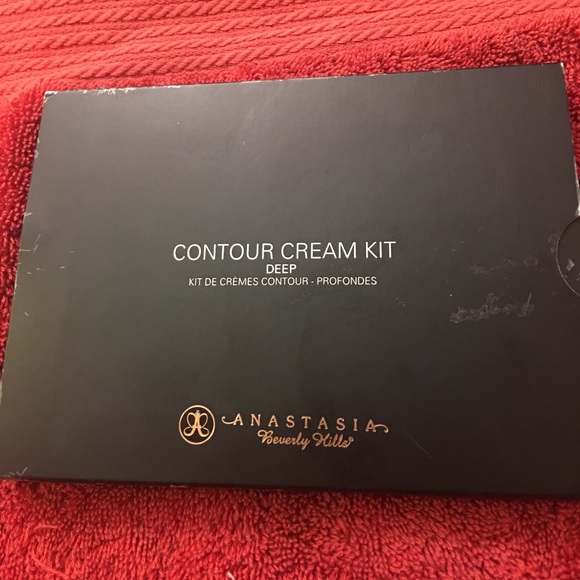 CONTOUR CREAM KIT
DEEP
KIT DE CRÈMES CONTOUR - PROFONDES
ANASTASIA
Beverly Hills